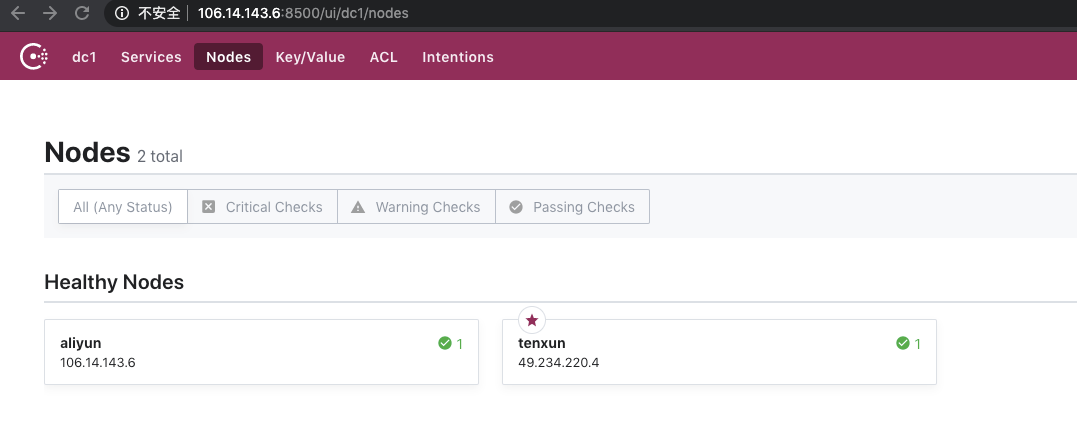 不安全 106.14.143.6:8500/ui/dc1/nodes
dc1 Services Nodes Key/Value ACL Intentions
Nodes 2 total
All (Any Status) Critical Checks Warning Checks Passing Checks
Healthy Nodes
aliyun 1
106.14.143.6
tenxun 1
49.234.220.4